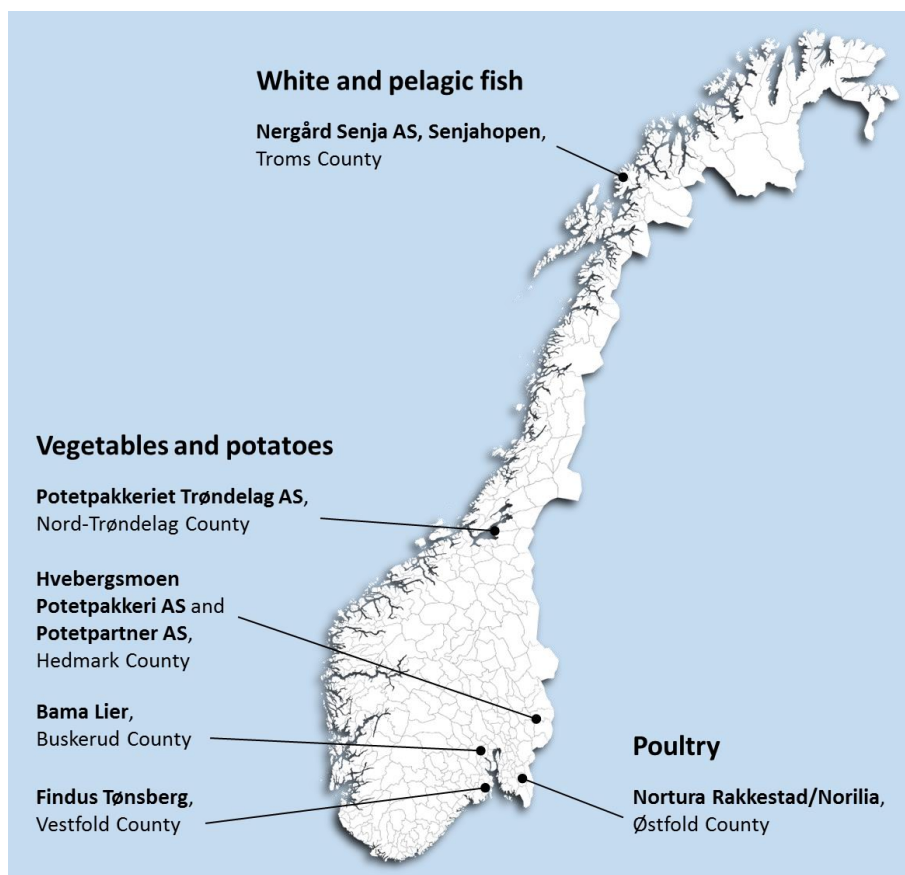 White and pelagic fish
Nergård Senja AS, Senjahopen,
Troms County
Vegetables and potatoes
Potetpakkeriet Trøndelag AS,
Nord-Trøndelag County
Hvebergsmoen
Potetpakkeri AS and
Potetpartner AS,
Hedmark County
Bama Lier,
Buskerud County
Findus Tønsberg,
Vestfold County
Poultry
Nortura Rakkestad/Norilia,
Østfold County